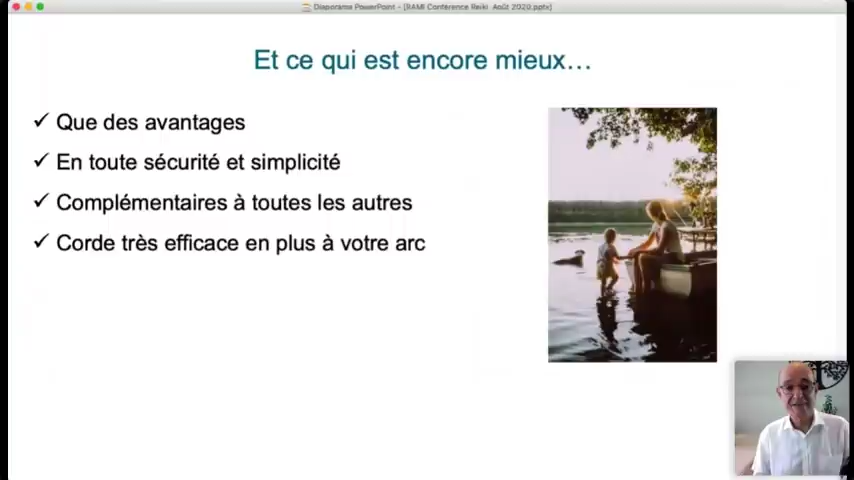 Diaporama PowerPoint - [RAMI Conférence Reiki Août 2020.pptx]
Et ce qui est encore mieux...
✓ Que des avantages
✓ En toute sécurité et simplicité
✓ Complémentaires à toutes les autres
✓ Corde très efficace en plus à votre arc